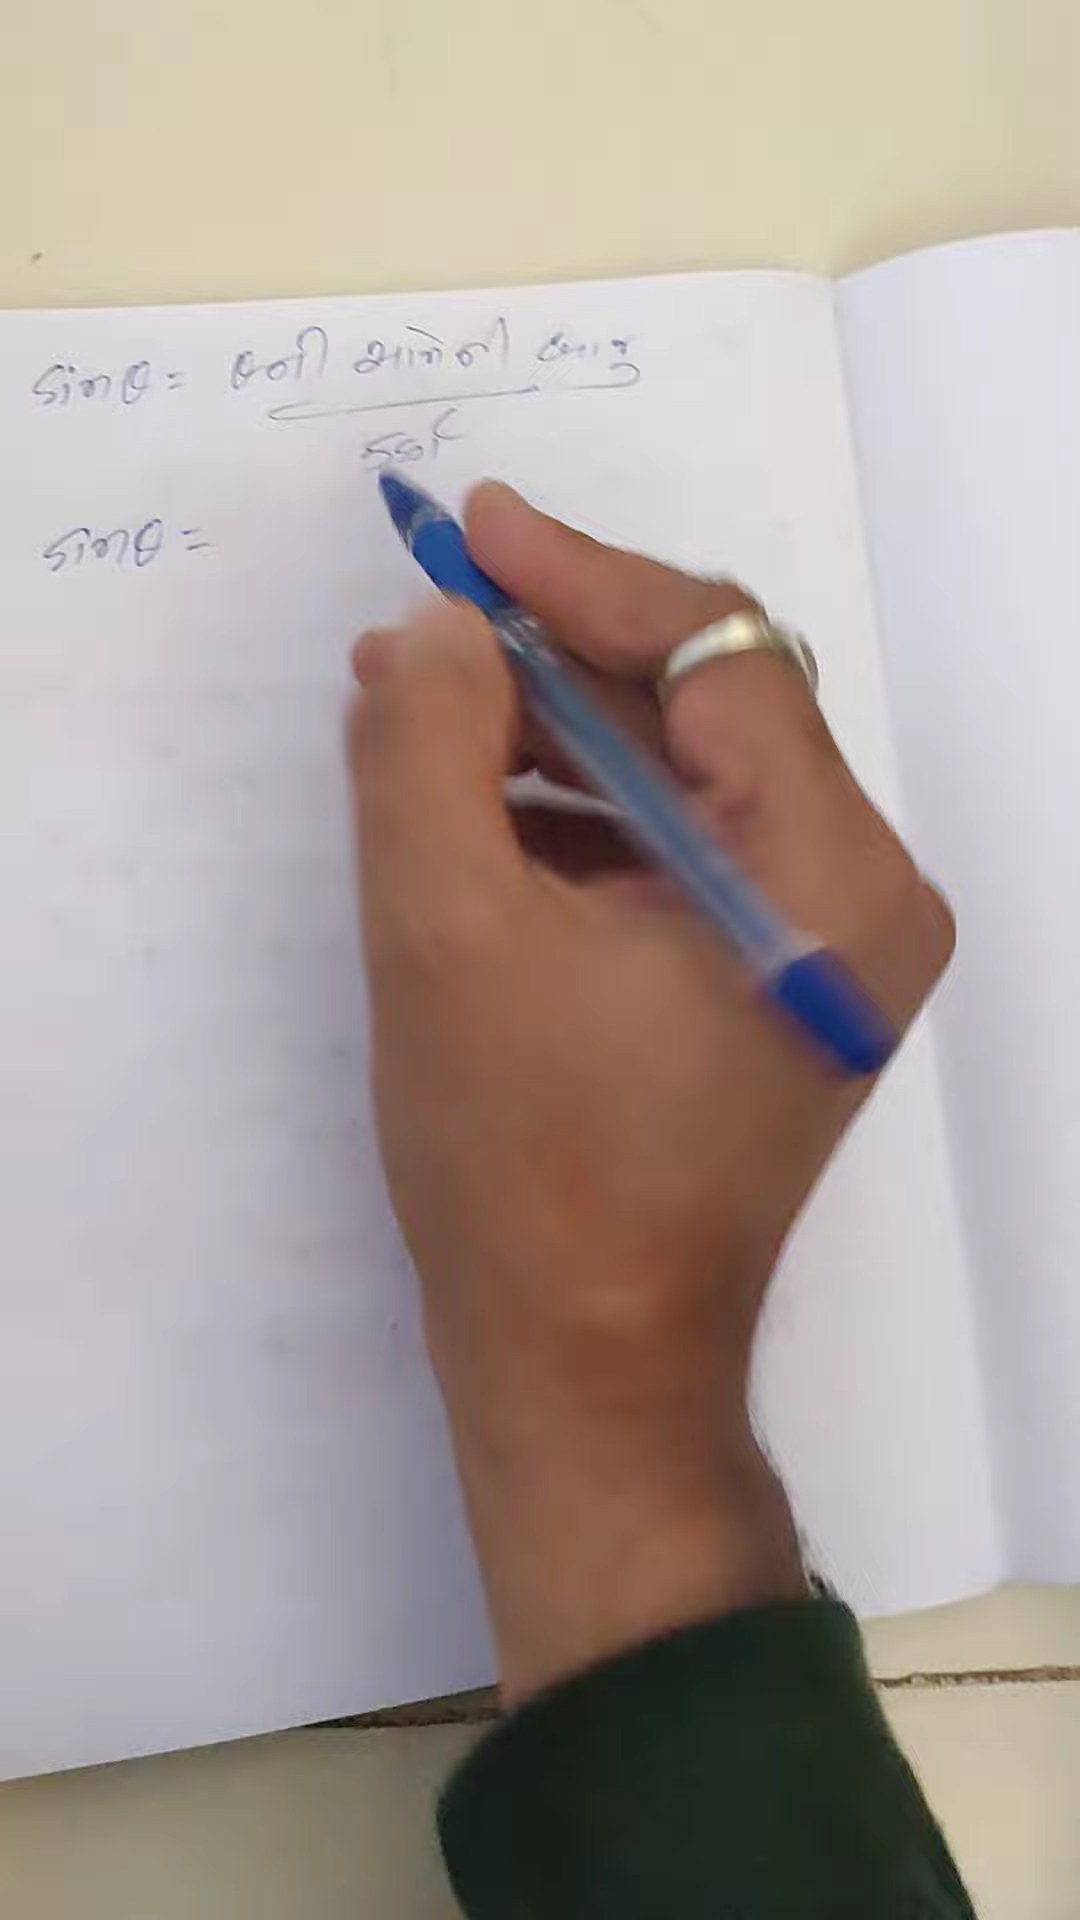 sinθ = θની સામેની બાજુ
કર્ણ
sinθ =